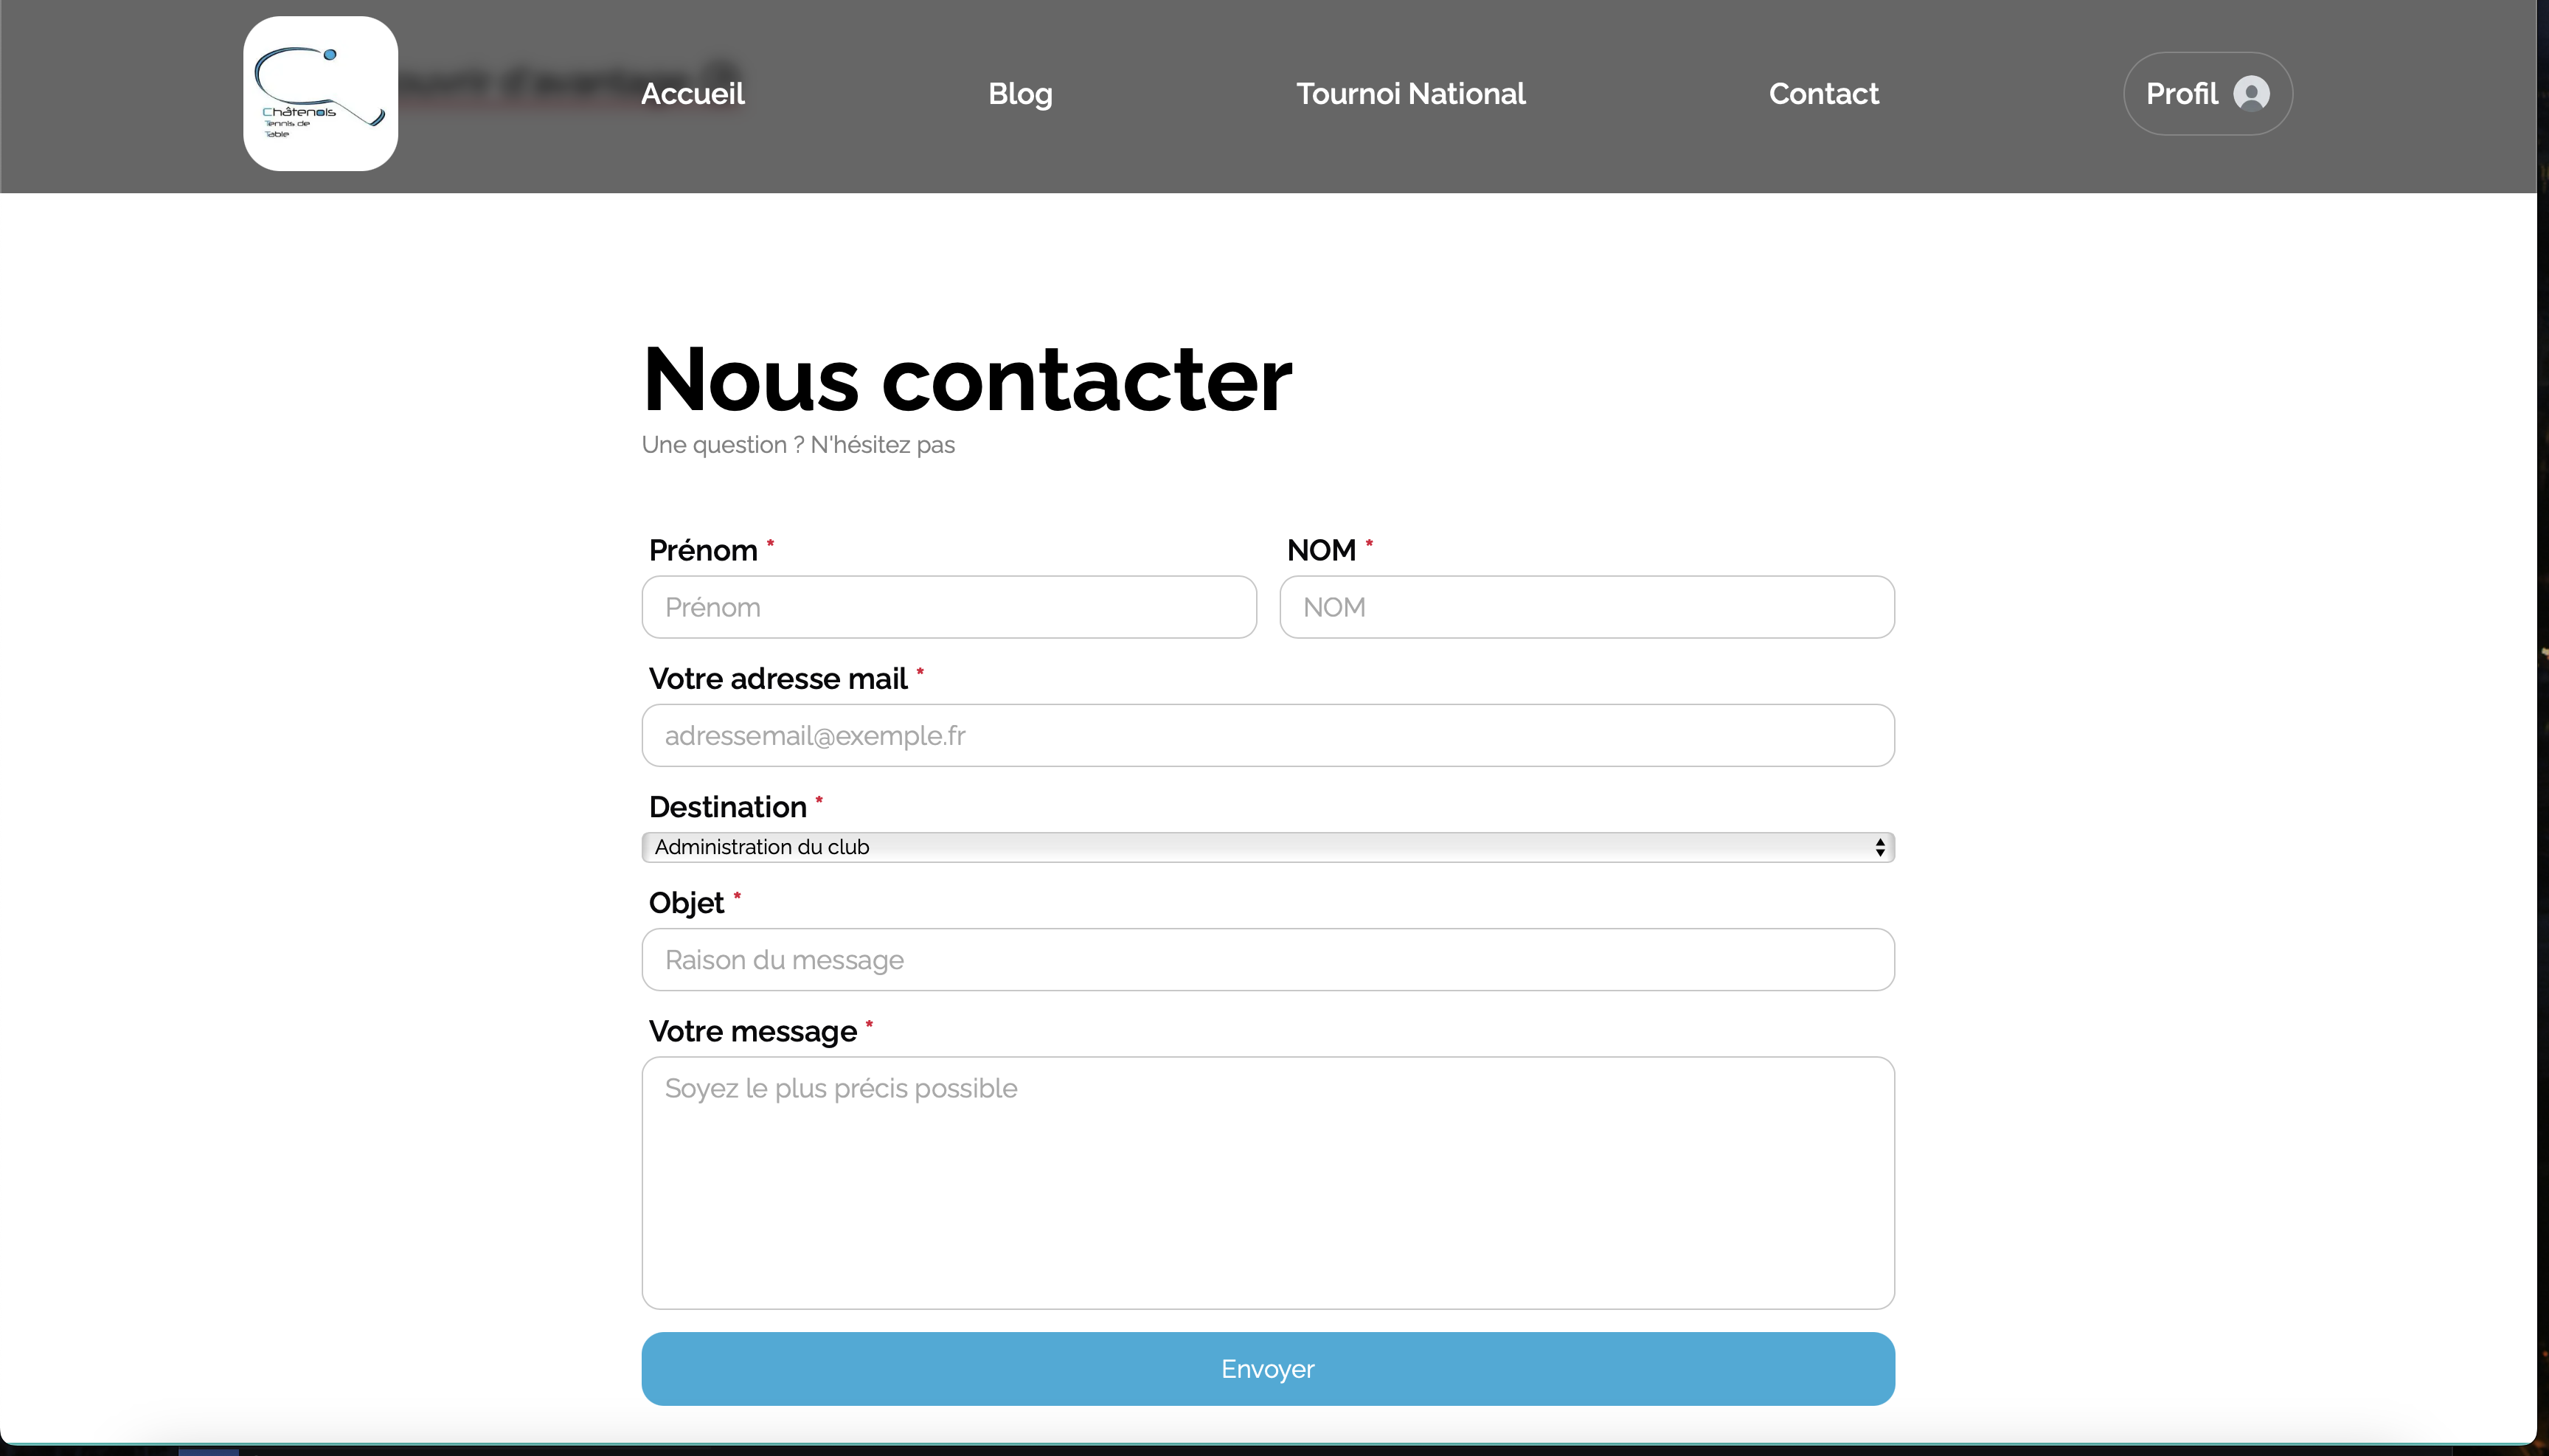 Châtenois
Tennis de
Table
Accueil
Blog
Tournoi National
Contact
Profil
Nous contacter
Une question ? N'hésitez pas
Prénom *
NOM *
Prénom
NOM
Votre adresse mail *
adressemail@exemple.fr
Destination *
Administration du club
Objet *
Raison du message
Votre message *
Soyez le plus précis possible
Envoyer